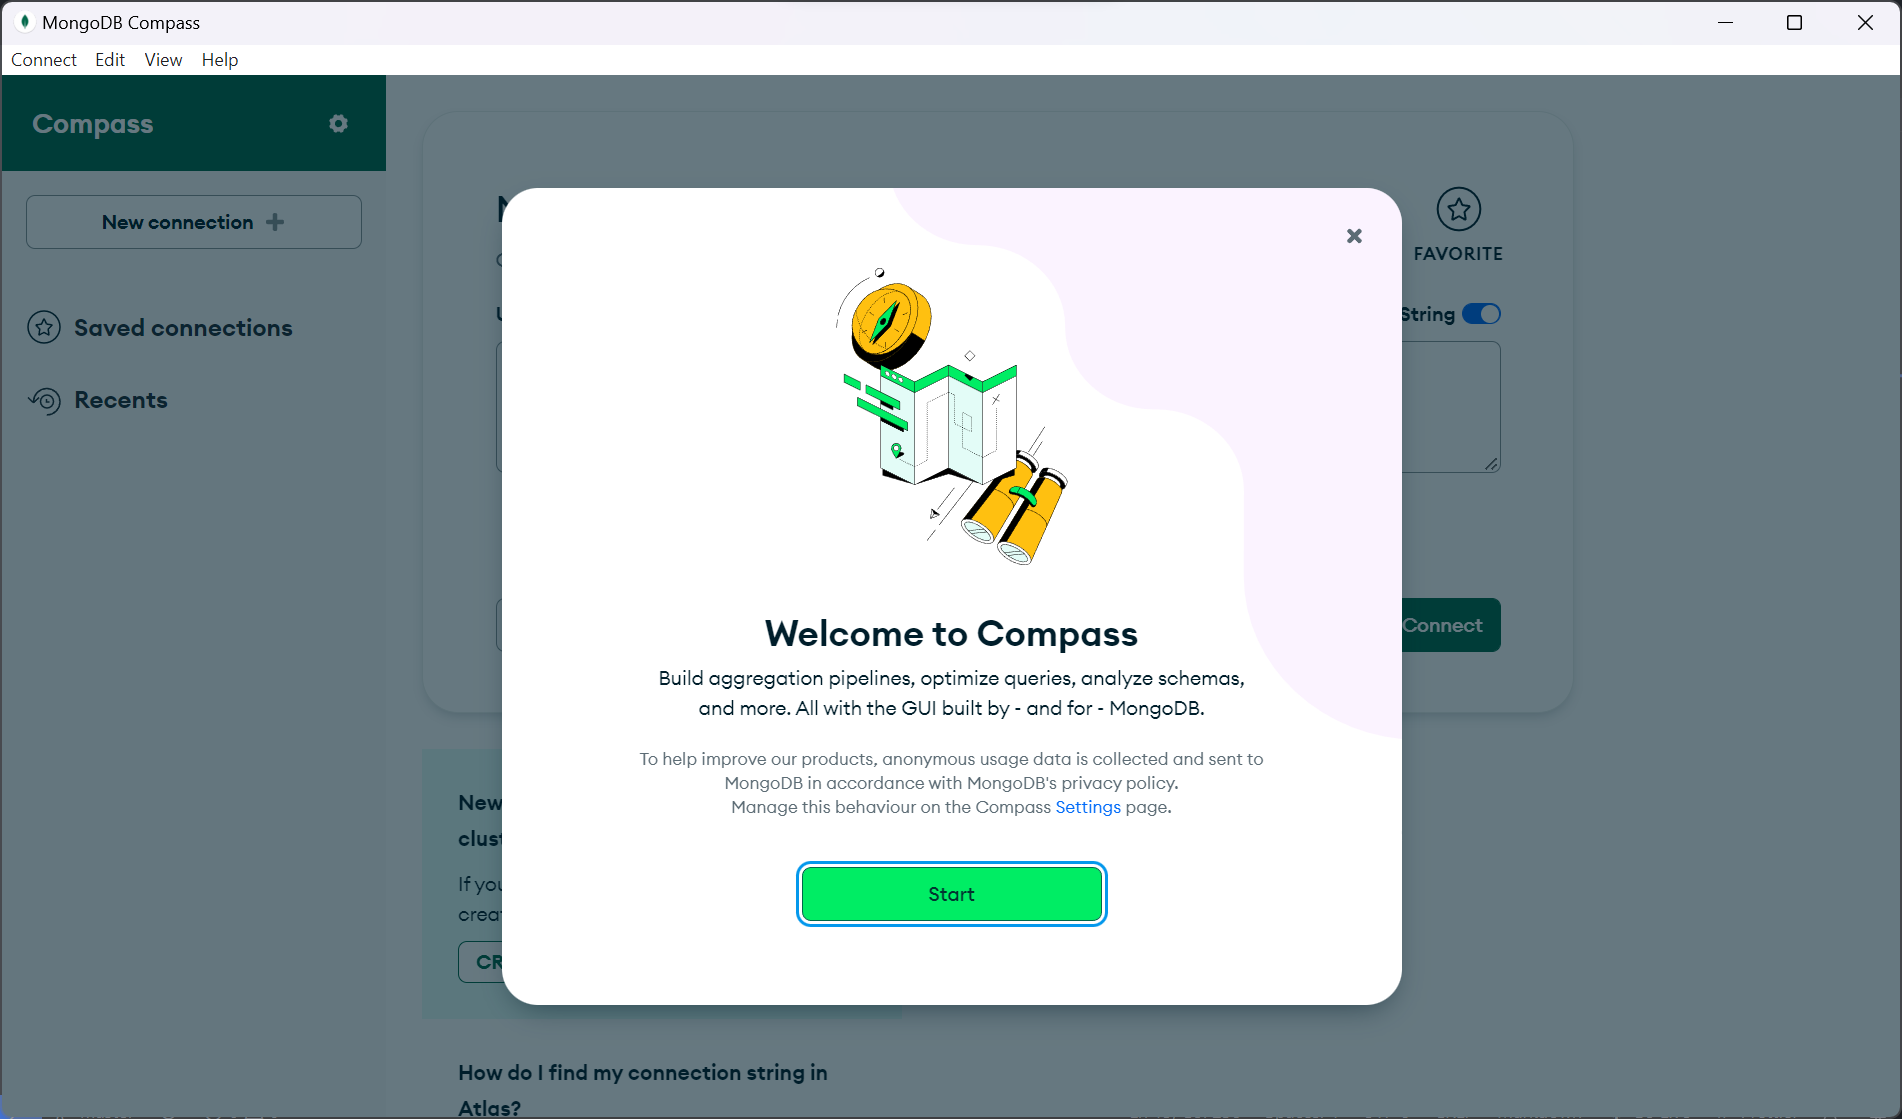 MongoDB Compass
Connect Edit View Help
Compass
New connection
Saved connections
Recents
FAVORITE
String
Connect
Welcome to Compass
Build aggregation pipelines, optimize queries, analyze schemas,
and more. All with the GUI built by - and for - MongoDB.
To help improve our products, anonymous usage data is collected and sent to
MongoDB in accordance with MongoDB's privacy policy.
Manage this behaviour on the Compass Settings page.
Start
New
If you
How do I find my connection string in
Atlas?